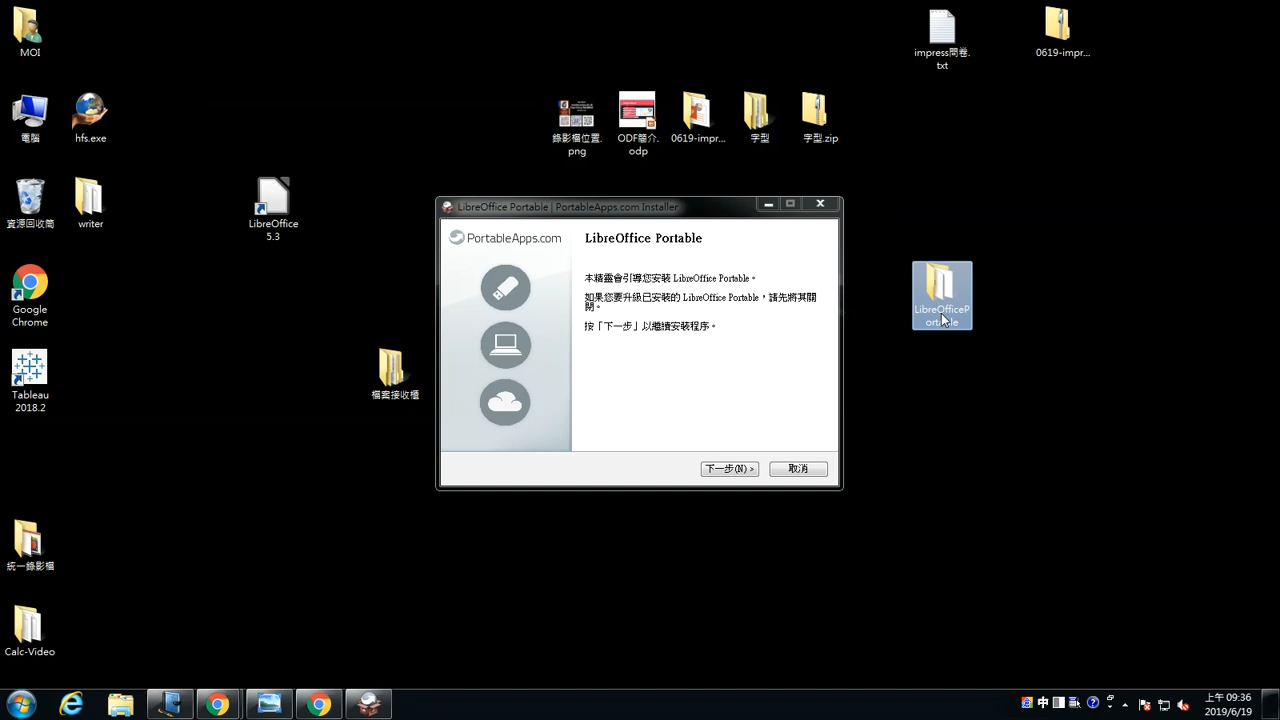 MOI
impress問卷.
txt
0619-impr...
電腦
hfs.exe
錄影檔位置.
png
ODF簡介.
odp
0619-impr...
字型
字型.zip
資源回收筒
writer
LibreOffice
5.3
LibreOffice Portable | PortableApps.com Installer
PortableApps.com
LibreOffice Portable
本精靈會引導您安裝 LibreOffice Portable。
如果您要升級已安裝的 LibreOffice Portable，請先將其關
閉。
按「下一步」以繼續安裝程序。
下一步(N) >
取消
LibreOfficeP
ortable
Google
Chrome
Tableau
2018.2
檔案接收櫃
統一錄影檔
Calc-Video
中
上午 09:36
2019/6/19